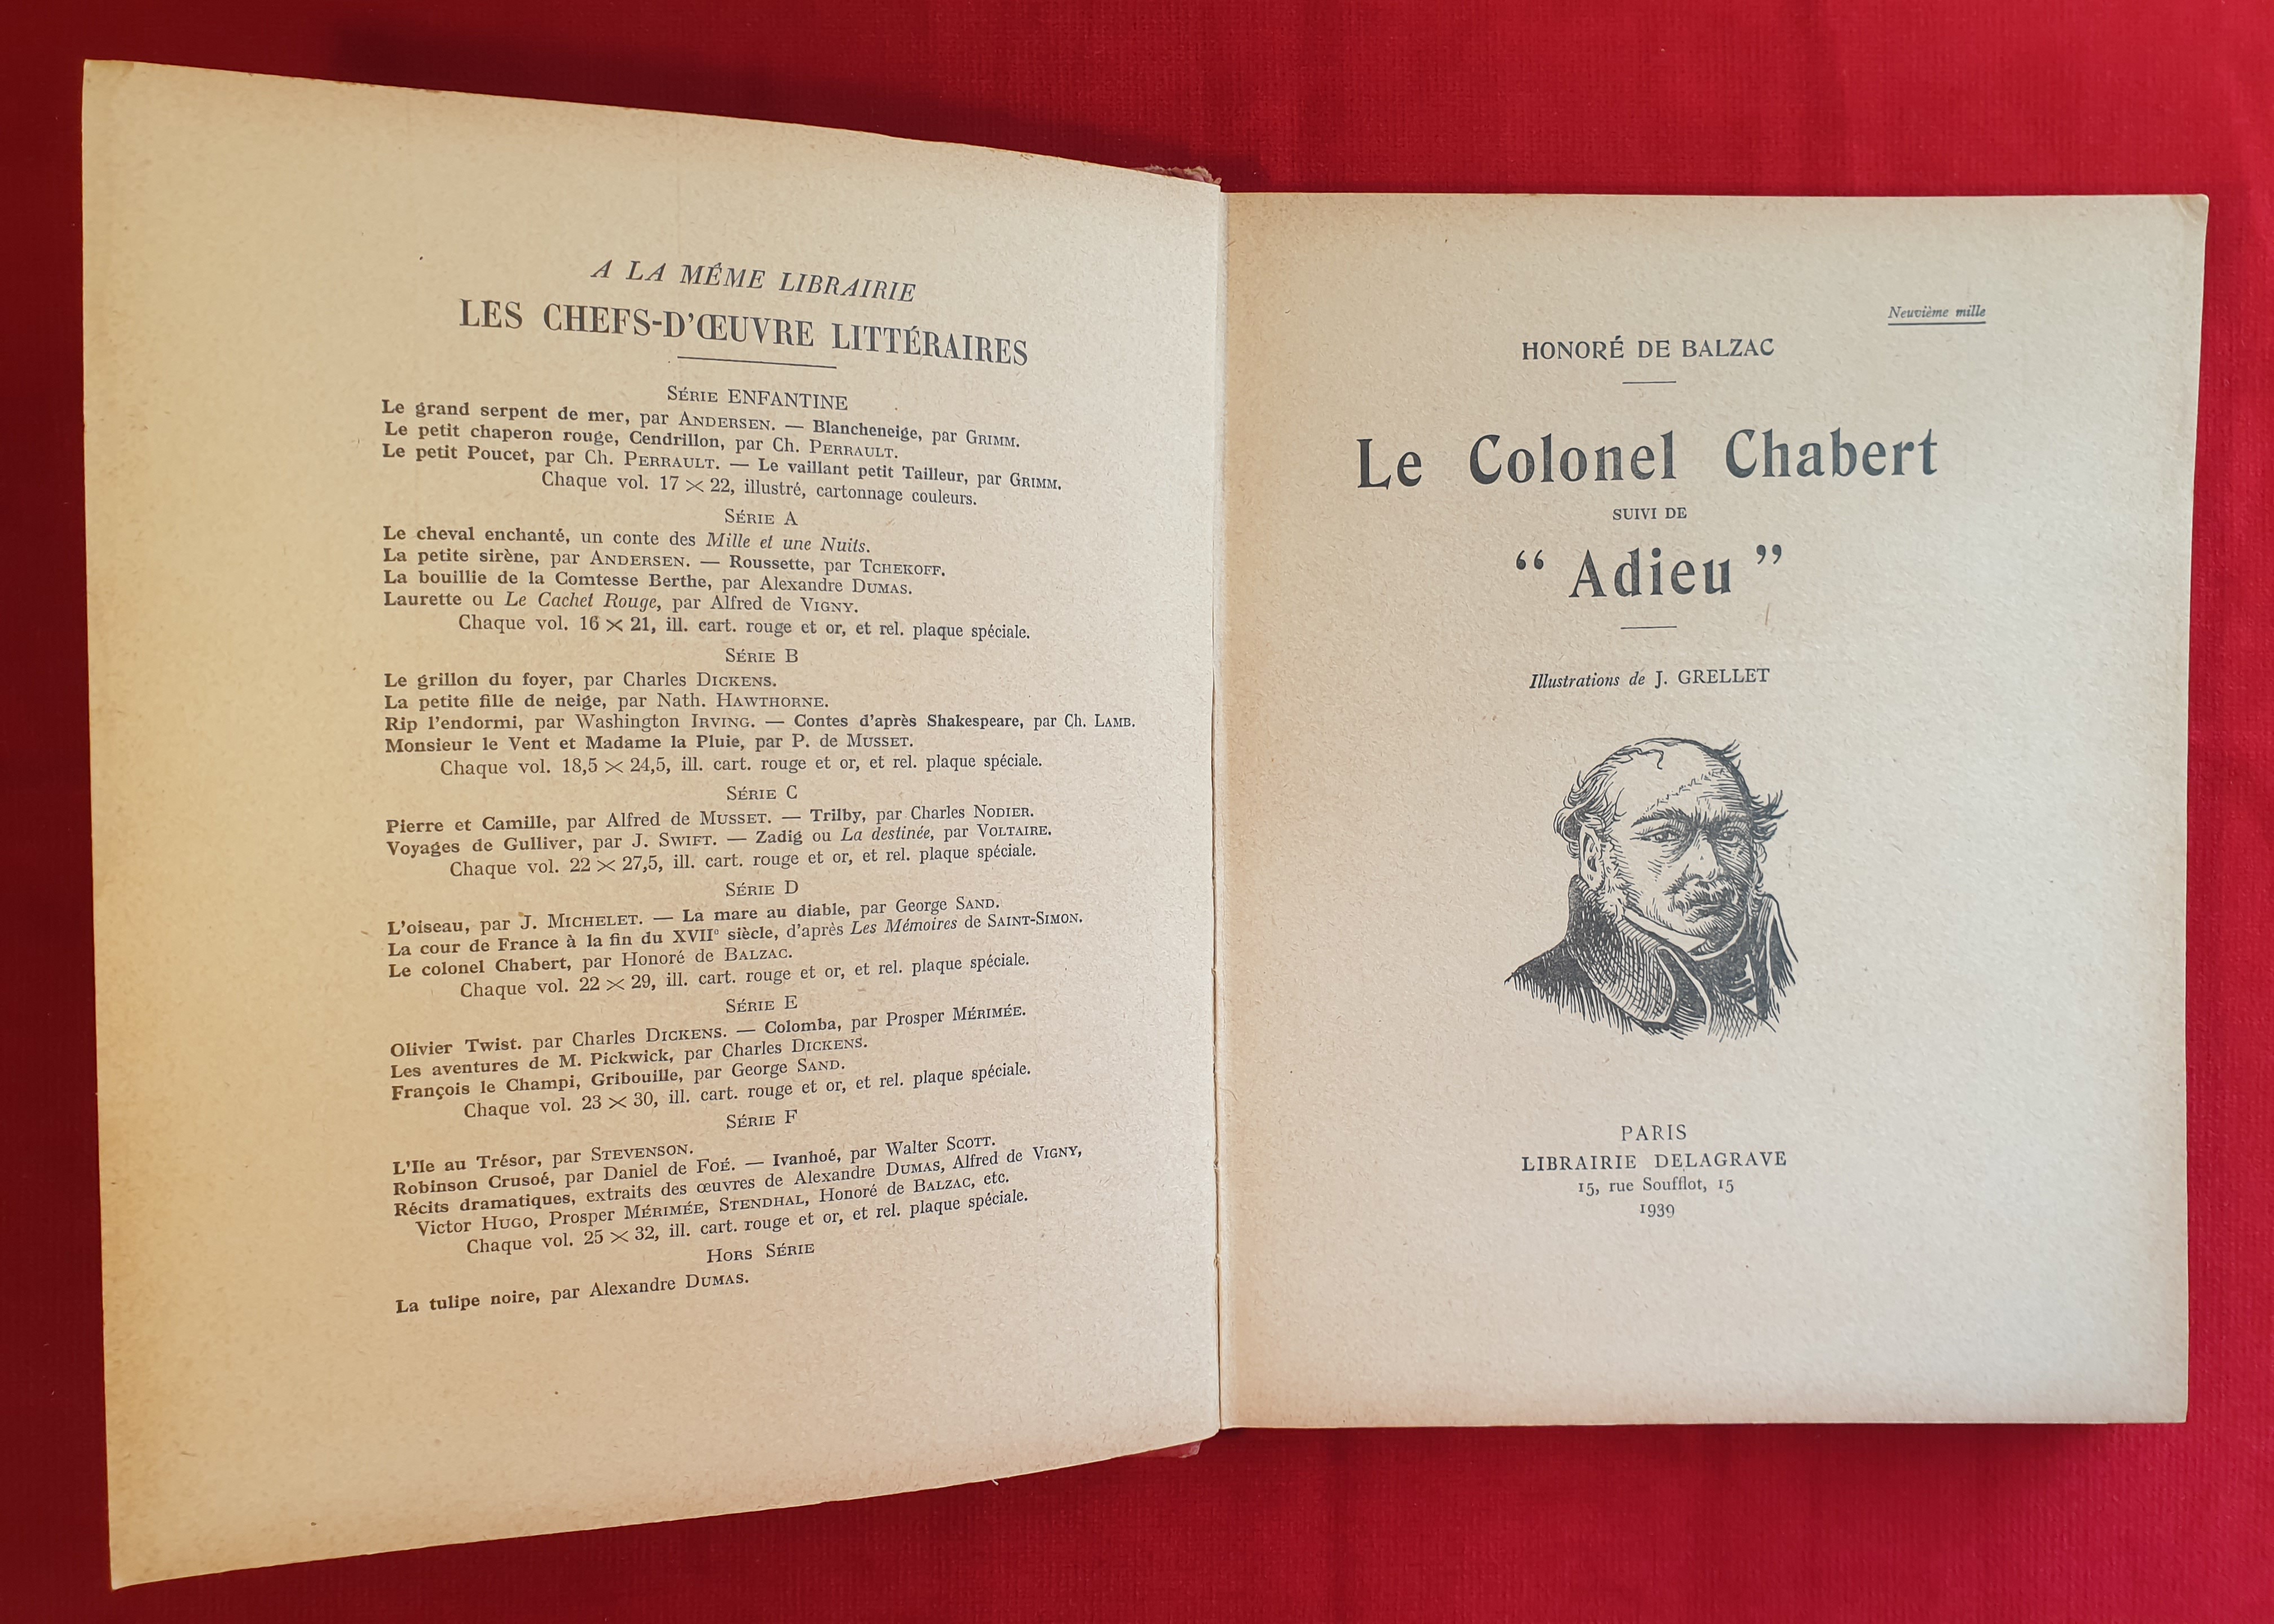 A LA MÊME LIBRAIRIE
LES CHEFS-D'ŒUVRE LITTÉRAIRES
SÉRIE ENFANTINE
Le grand serpent de mer, par ANDERSEN. — Blancheneige, par GRIMM.
Le petit chaperon rouge, Cendrillon, par Ch. PERRAULT.
Le petit Poucet, par Ch. PERRAULT. — Le vaillant petit Tailleur, par GRIMM.
Chaque vol. 17 × 22, illustré, cartonnage couleurs.
SÉRIE A
Le cheval enchanté, un conte des Mille et une Nuits.
La petite sirène, par ANDERSEN. — Roussette, par TCHEKOFF.
La bouillie de la Comtesse Berthe, par Alexandre DUMAS.
Laurette ou Le Cachet Rouge, par Alfred de VIGNY.
Chaque vol. 16 × 21, ill. cart. rouge et or, et rel. plaque spéciale.
SÉRIE B
Le grillon du foyer, par Charles DICKENS.
La petite fille de neige, par Nath. HAWTHORNE.
Rip l'endormi, par Washington IRVING. — Contes d'après Shakespeare, par Ch. LAMB.
Monsieur le Vent et Madame la Pluie, par P. de MUSSET.
Chaque vol. 18,5 × 24,5, ill. cart. rouge et or, et rel. plaque spéciale.
SÉRIE C
Pierre et Camille, par Alfred de MUSSET. — Trilby, par Charles NODIER.
Voyages de Gulliver, par J. SWIFT. — Zadig ou La destinée, par VOLTAIRE.
Chaque vol. 22 × 27,5, ill. cart. rouge et or, et rel. plaque spéciale.
SÉRIE D
L'oiseau, par J. MICHELET. — La mare au diable, par George SAND.
La cour de France à la fin du XVIIe siècle, d'après Les Mémoires de SAINT-SIMON.
Le colonel Chabert, par Honoré de BALZAC.
Chaque vol. 22 × 29, ill. cart. rouge et or, et rel. plaque spéciale.
SÉRIE E
Olivier Twist. par Charles DICKENS. — Colomba, par Prosper MÉRIMÉE.
Les aventures de M. Pickwick, par Charles DICKENS.
François le Champi, Gribouille, par George SAND.
Chaque vol. 23 × 30, ill. cart. rouge et or, et rel. plaque spéciale.
SÉRIE F
L'Ile au Trésor, par STEVENSON.
Robinson Crusoé, par Daniel de FOÉ. — Ivanhoé, par Walter SCOTT.
Récits dramatiques, extraits des œuvres de Alexandre DUMAS, Alfred de VIGNY,
Victor HUGO, Prosper MÉRIMÉE, STENDHAL, Honoré de BALZAC, etc.
Chaque vol. 25 × 32, ill. cart. rouge et or, et rel. plaque spéciale.
HORS SÉRIE
La tulipe noire, par Alexandre DUMAS.
Neuvième mille
HONORÉ DE BALZAC
Le Colonel Chabert
SUIVI DE
“ Adieu ”
Illustrations de J. GRELLET
PARIS
LIBRAIRIE DELAGRAVE
15, rue Soufflot, 15
1939